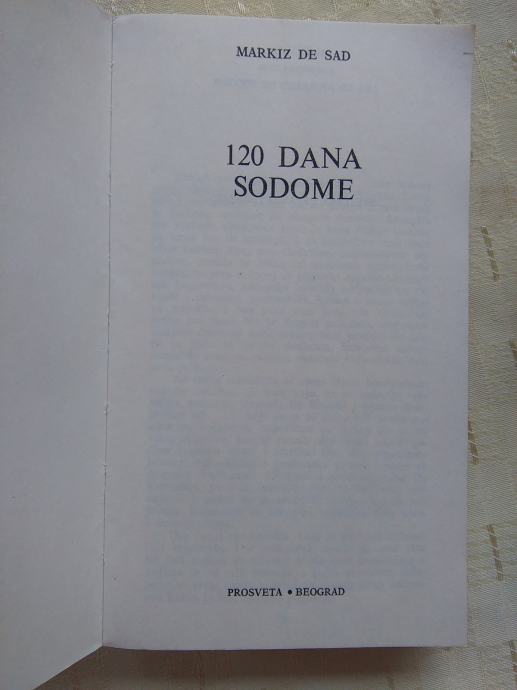 MARKIZ DE SAD
120 DANA
SODOME
PROSVETA • BEOGRAD